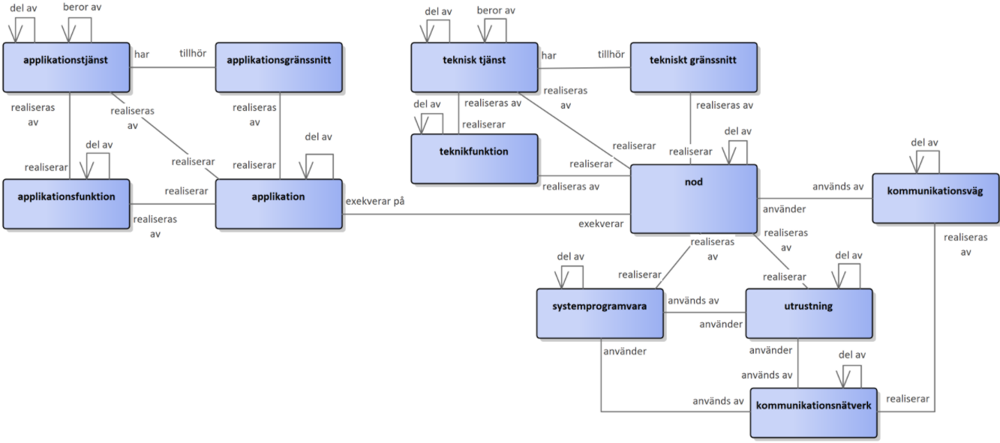 del av
beror av
applikationstjänst
har
tillhör
applikationsgränssnitt
realiseras
av
realiseras
av
realiseras
av
del av
del av
realiserar
realiserar
realiserar
applikationsfunktion
realiserar
applikation
realiseras
av
exekverar på
exekverar
del av
beror av
teknisk tjänst
har
tillhör
tekniskt gränssnitt
realiseras av
realiseras
av
realiseras av
del av
realiserar
teknikfunktion
realiserar
realiserar
realiserar
realiseras av
del av
nod
används av
använder
del av
kommunikationsväg
realiseras
av
realiseras
av
realiseras
av
realiserar
realiserar
del av
del av
systemprogramvara
används av
använder
utrustning
använder
använder
används av
del av
används av
kommunikationsnätverk
realiserar